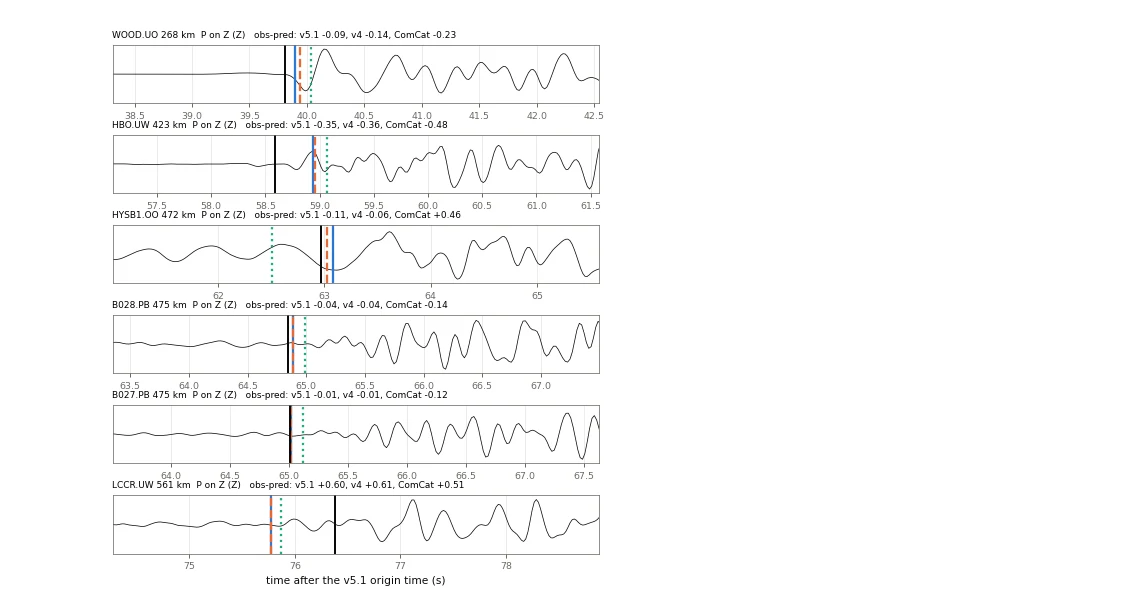 WOOD.UO 268 km  P on Z (Z)   obs-pred: v5.1 -0.09, v4 -0.14, ComCat -0.23
38.5 39.0 39.5 40.0 40.5 41.0 41.5 42.0 42.5
HBO.UW 423 km  P on Z (Z)   obs-pred: v5.1 -0.35, v4 -0.36, ComCat -0.48
57.5 58.0 58.5 59.0 59.5 60.0 60.5 61.0 61.5
HYSB1.OO 472 km  P on Z (Z)   obs-pred: v5.1 -0.11, v4 -0.06, ComCat +0.46
62 63 64 65
B028.PB 475 km  P on Z (Z)   obs-pred: v5.1 -0.04, v4 -0.04, ComCat -0.14
63.5 64.0 64.5 65.0 65.5 66.0 66.5 67.0
B027.PB 475 km  P on Z (Z)   obs-pred: v5.1 -0.01, v4 -0.01, ComCat -0.12
64.0 64.5 65.0 65.5 66.0 66.5 67.0 67.5
LCCR.UW 561 km  P on Z (Z)   obs-pred: v5.1 +0.60, v4 +0.61, ComCat +0.51
75 76 77 78
time after the v5.1 origin time (s)